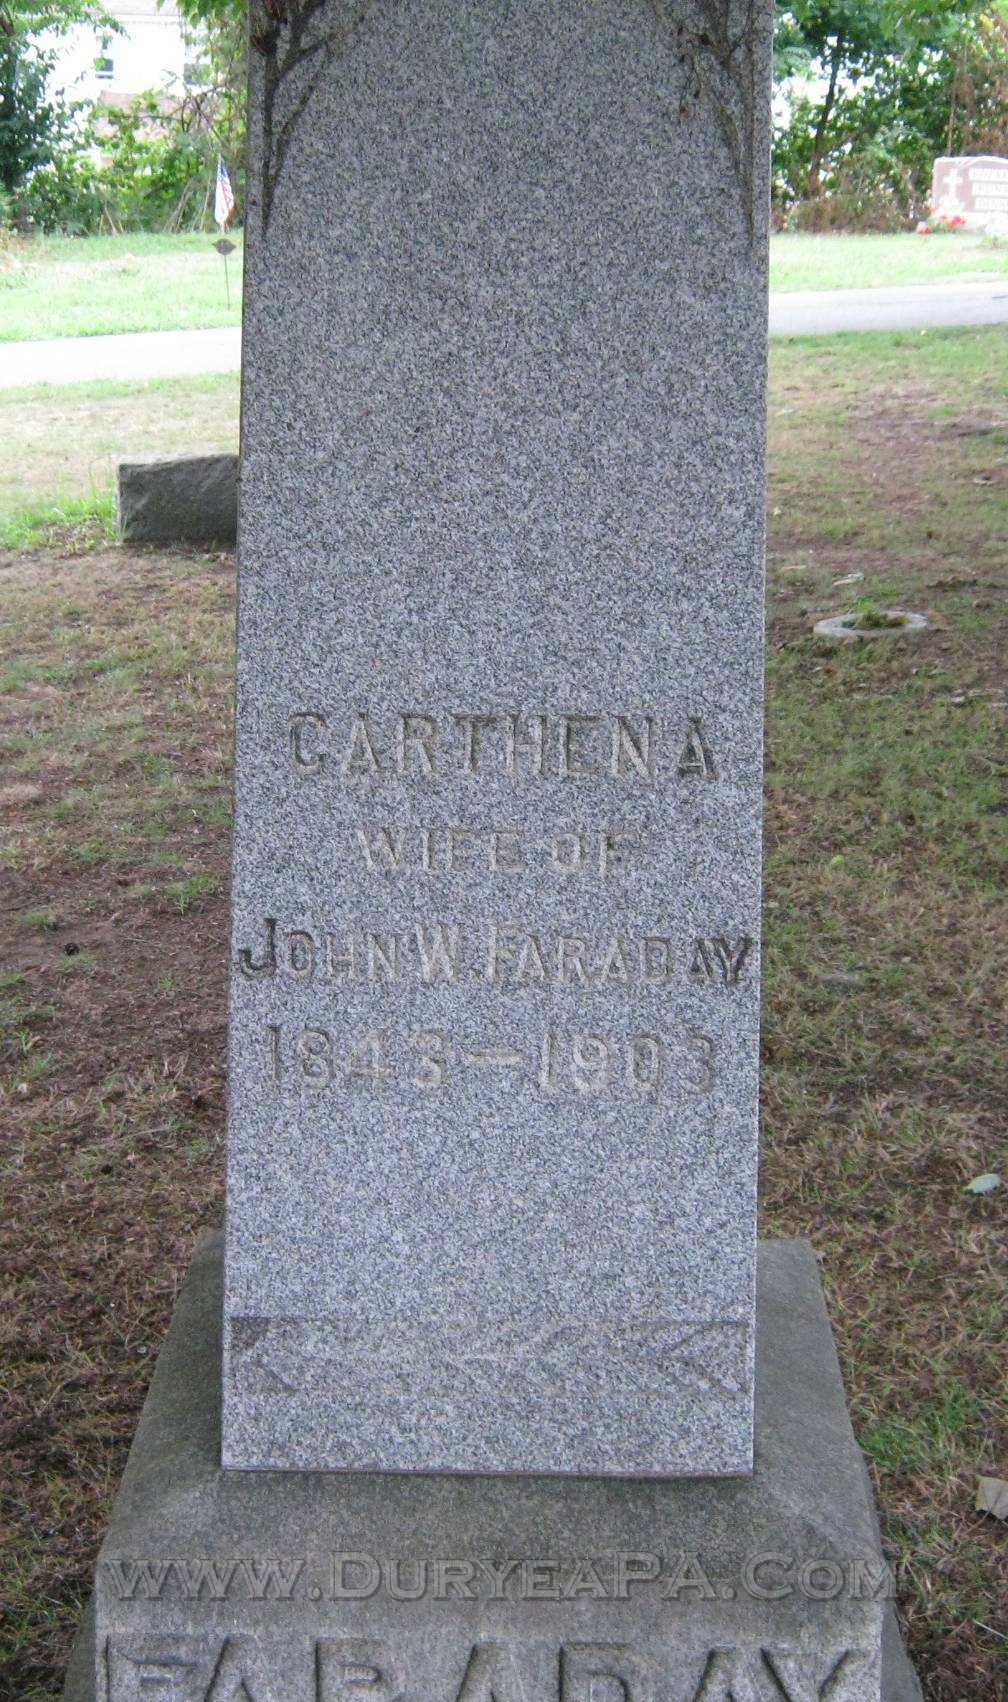 CARTHENA
WIFE OF
JOHN W. FARADAY
1843—1903
WWW.DURYEAPA.COM
FARADAY